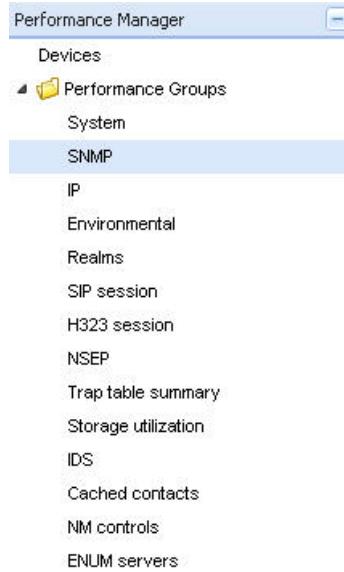 Performance Manager
Devices
Performance Groups
System
SNMP
IP
Environmental
Realms
SIP session
H323 session
NSEP
Trap table summary
Storage utilization
IDS
Cached contacts
NM controls
ENUM servers